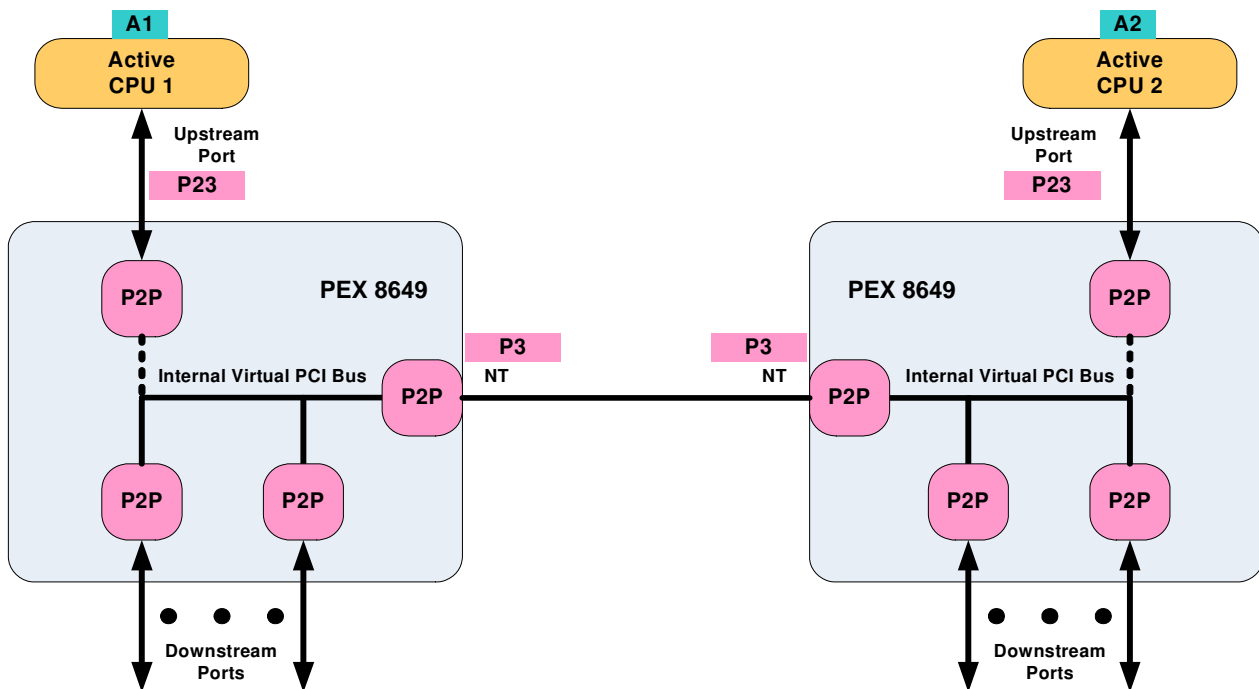 A1
Active
CPU 1
A2
Active
CPU 2
Upstream
Port
P23
Upstream
Port
P23
P2P
PEX 8649
PEX 8649
P2P
P3
NT
P3
NT
Internal Virtual PCI Bus
P2P
P2P
Internal Virtual PCI Bus
P2P
P2P
P2P
P2P
Downstream
Ports
Downstream
Ports